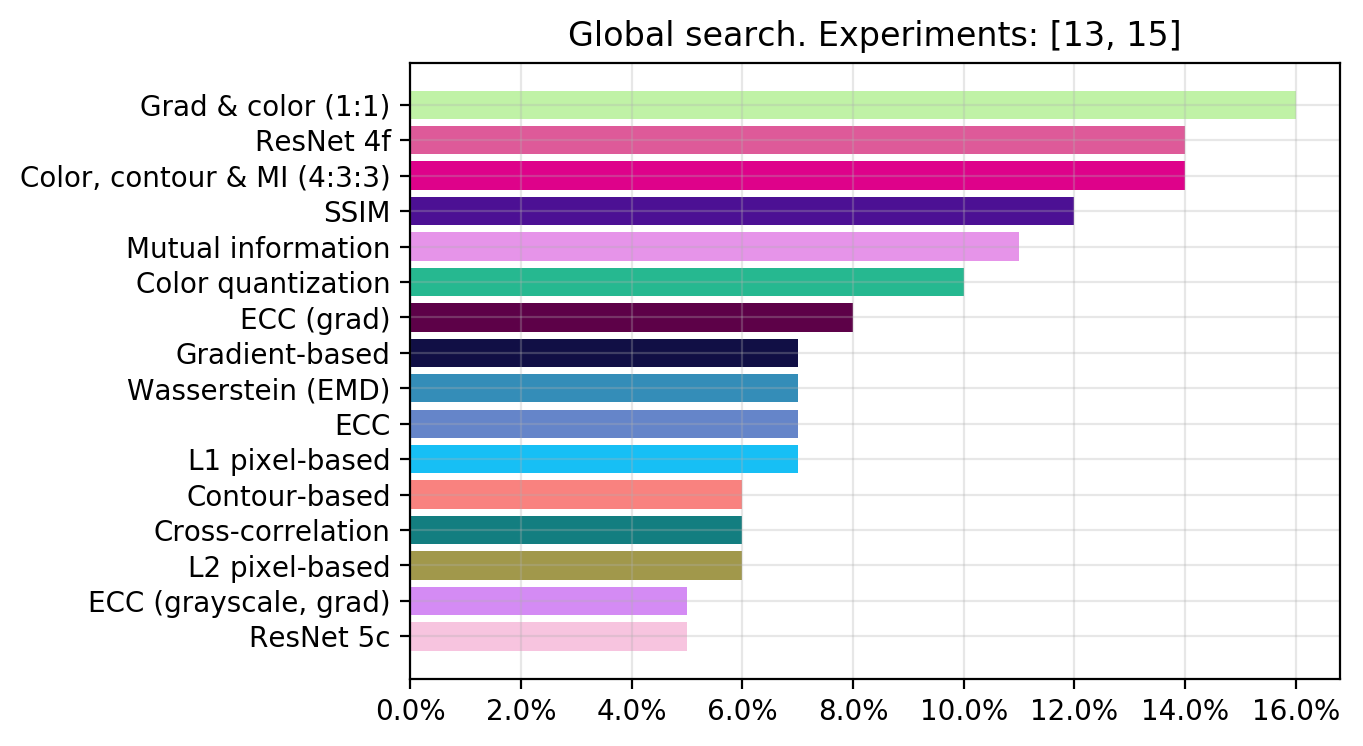 Global search. Experiments: [13, 15]
Grad & color (1:1)
ResNet 4f
Color, contour & MI (4:3:3)
SSIM
Mutual information
Color quantization
ECC (grad)
Gradient-based
Wasserstein (EMD)
ECC
L1 pixel-based
Contour-based
Cross-correlation
L2 pixel-based
ECC (grayscale, grad)
ResNet 5c
0.0% 2.0% 4.0% 6.0% 8.0% 10.0% 12.0% 14.0% 16.0%